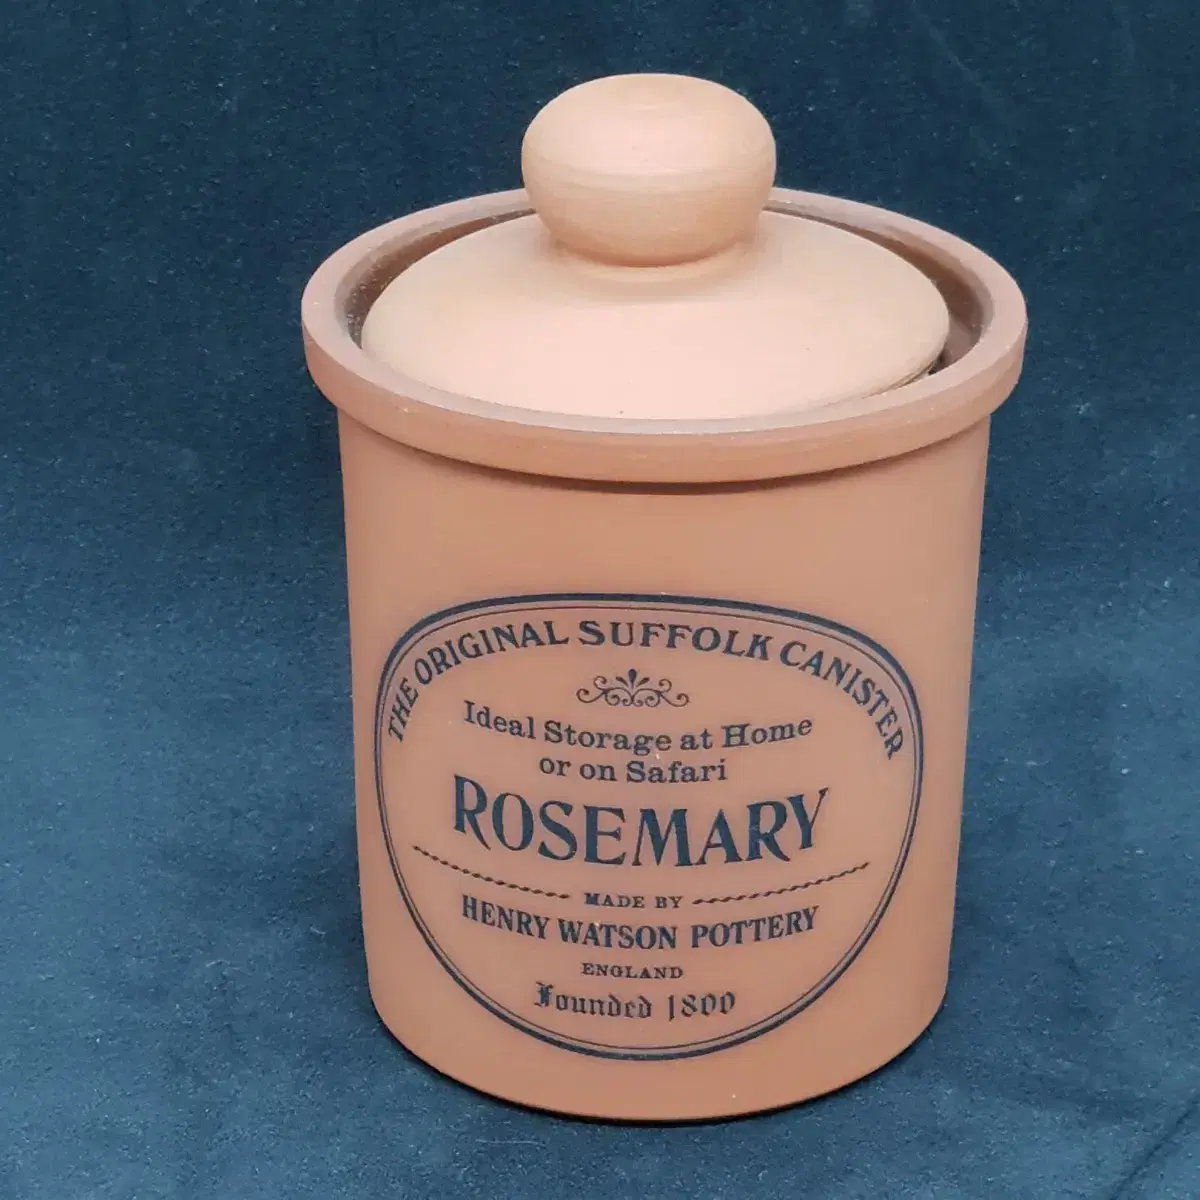 THE ORIGINAL SUFFOLK CANISTER
Ideal Storage at Home
or on Safari
ROSEMARY
MADE BY
HENRY WATSON POTTERY
ENGLAND
Founded 1800